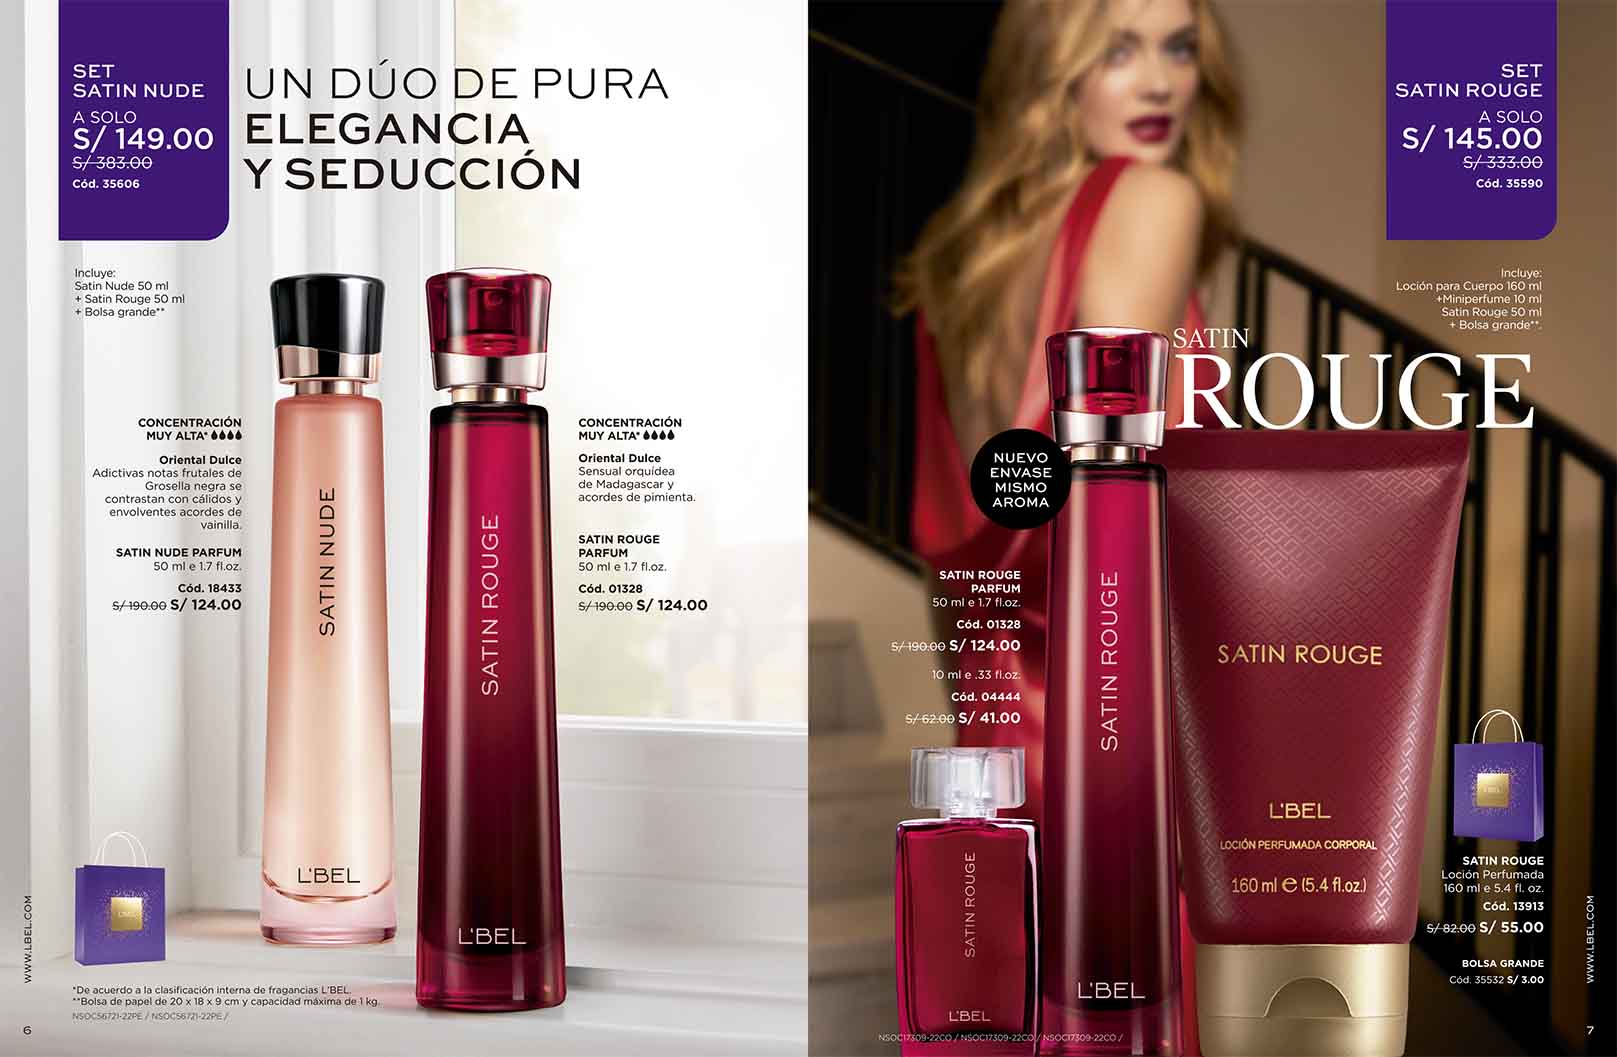 SET
SATIN NUDE
A SOLO
S/ 149.00
S/ 383.00
Cód. 35606
UN DÚO DE PURA
ELEGANCIA
Y SEDUCCIÓN
Incluye:
Satin Nude 50 ml
+ Satin Rouge 50 ml
+ Bolsa grande**
CONCENTRACIÓN
MUY ALTA*
Oriental Dulce
Adictivas notas frutales de
Grosella negra se
contrastan con cálidos y
envolventes acordes de
vainilla.
SATIN NUDE PARFUM
50 ml e 1.7 fl.oz.
Cód. 18433
S/ 190.00 S/ 124.00
SATIN NUDE
L'BEL
SATIN ROUGE
L'BEL
CONCENTRACIÓN
MUY ALTA*
Oriental Dulce
Sensual orquídea
de Madagascar y
acordes de pimienta.
SATIN ROUGE
PARFUM
50 ml e 1.7 fl.oz.
Cód. 01328
S/ 190.00 S/ 124.00
L'BEL
WWW.LBEL.COM
*De acuerdo a la clasificación interna de fragancias L'BEL.
**Bolsa de papel de 20 x 18 x 9 cm y capacidad máxima de 1 kg.
NSOC56721-22PE / NSOC56721-22PE /
6
SET
SATIN ROUGE
A SOLO
S/ 145.00
S/ 333.00
Cód. 35590
Incluye:
Loción para Cuerpo 160 ml
+Miniperfume 10 ml
Satin Rouge 50 ml
+ Bolsa grande**.
SATIN
ROUGE
NUEVO
ENVASE
MISMO
AROMA
SATIN ROUGE
PARFUM
50 ml e 1.7 fl.oz.
Cód. 01328
S/ 190.00 S/ 124.00
10 ml e .33 fl.oz.
Cód. 04444
S/ 62.00 S/ 41.00
SATIN ROUGE
L'BEL
SATIN ROUGE
L'BEL
SATIN ROUGE
L'BEL
LOCIÓN PERFUMADA CORPORAL
160 ml e (5.4 fl.oz.)
L'BEL
SATIN ROUGE
Loción Perfumada
160 ml e 5.4 fl. oz.
Cód. 13913
S/ 82.00 S/ 55.00
BOLSA GRANDE
Cód. 35532 S/ 3.00
WWW.LBEL.COM
NSOC17309-22CO / NSOC17309-22CO / NSOC17309-22CO /
7